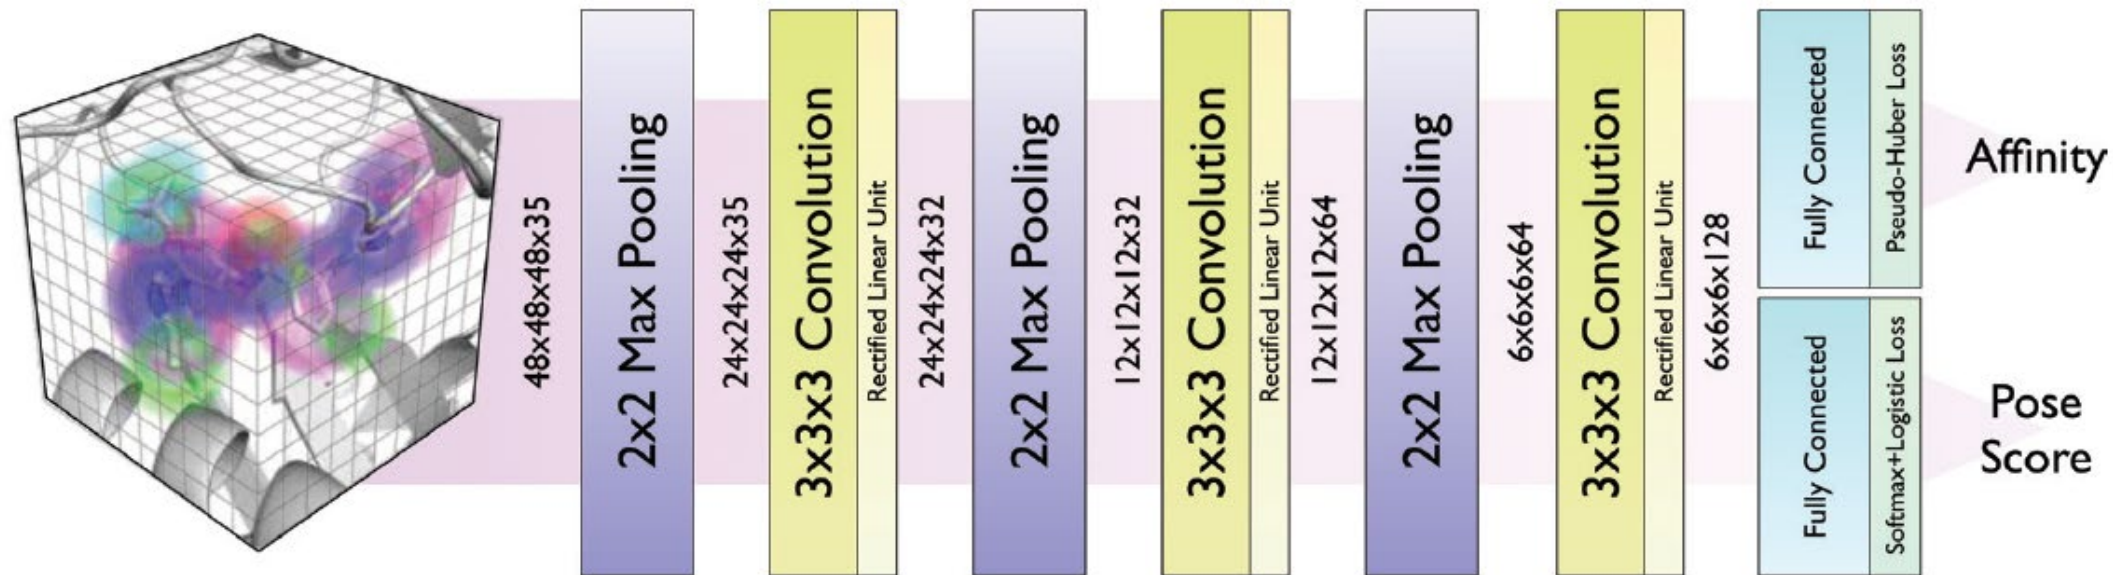 48x48x48x35
2x2 Max Pooling
24x24x24x35
3x3x3 Convolution
Rectified Linear Unit
24x24x24x32
2x2 Max Pooling
12x12x12x32
3x3x3 Convolution
Rectified Linear Unit
12x12x12x64
2x2 Max Pooling
6x6x6x64
3x3x3 Convolution
Rectified Linear Unit
6x6x6x128
Fully Connected
Pseudo-Huber Loss
Affinity
Fully Connected
Softmax+Logistic Loss
Pose
Score